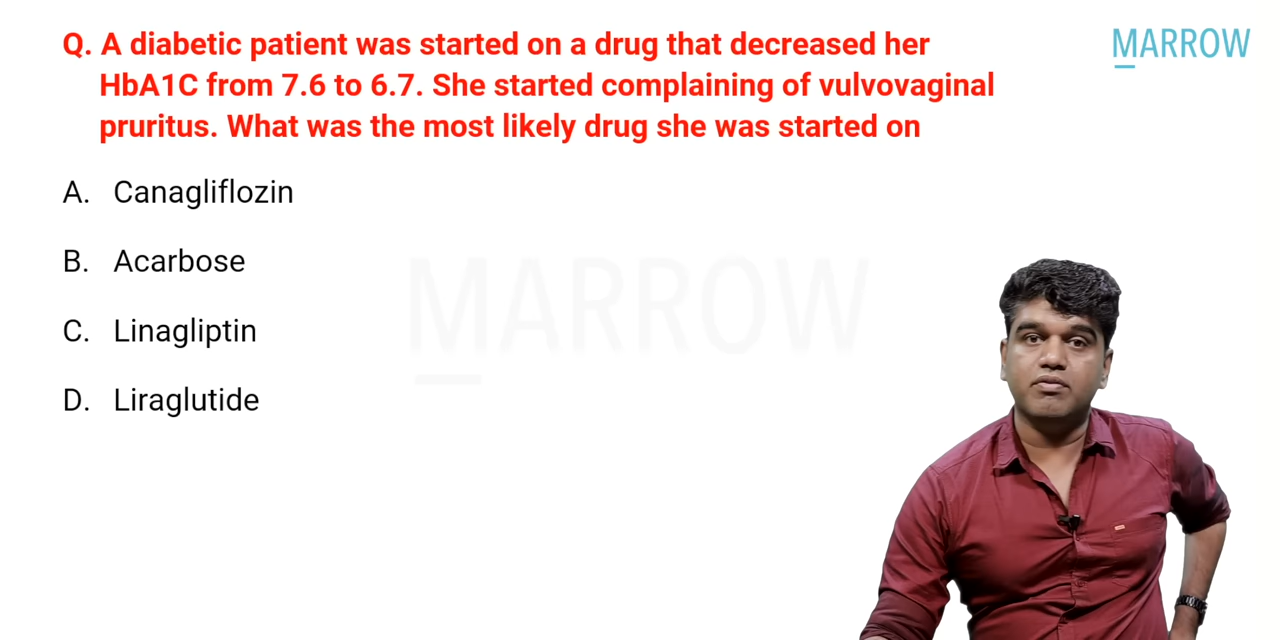 MARROW
Q. A diabetic patient was started on a drug that decreased her
HbA1C from 7.6 to 6.7. She started complaining of vulvovaginal
pruritus. What was the most likely drug she was started on
A. Canagliflozin
B. Acarbose
C. Linagliptin
D. Liraglutide
MARROW